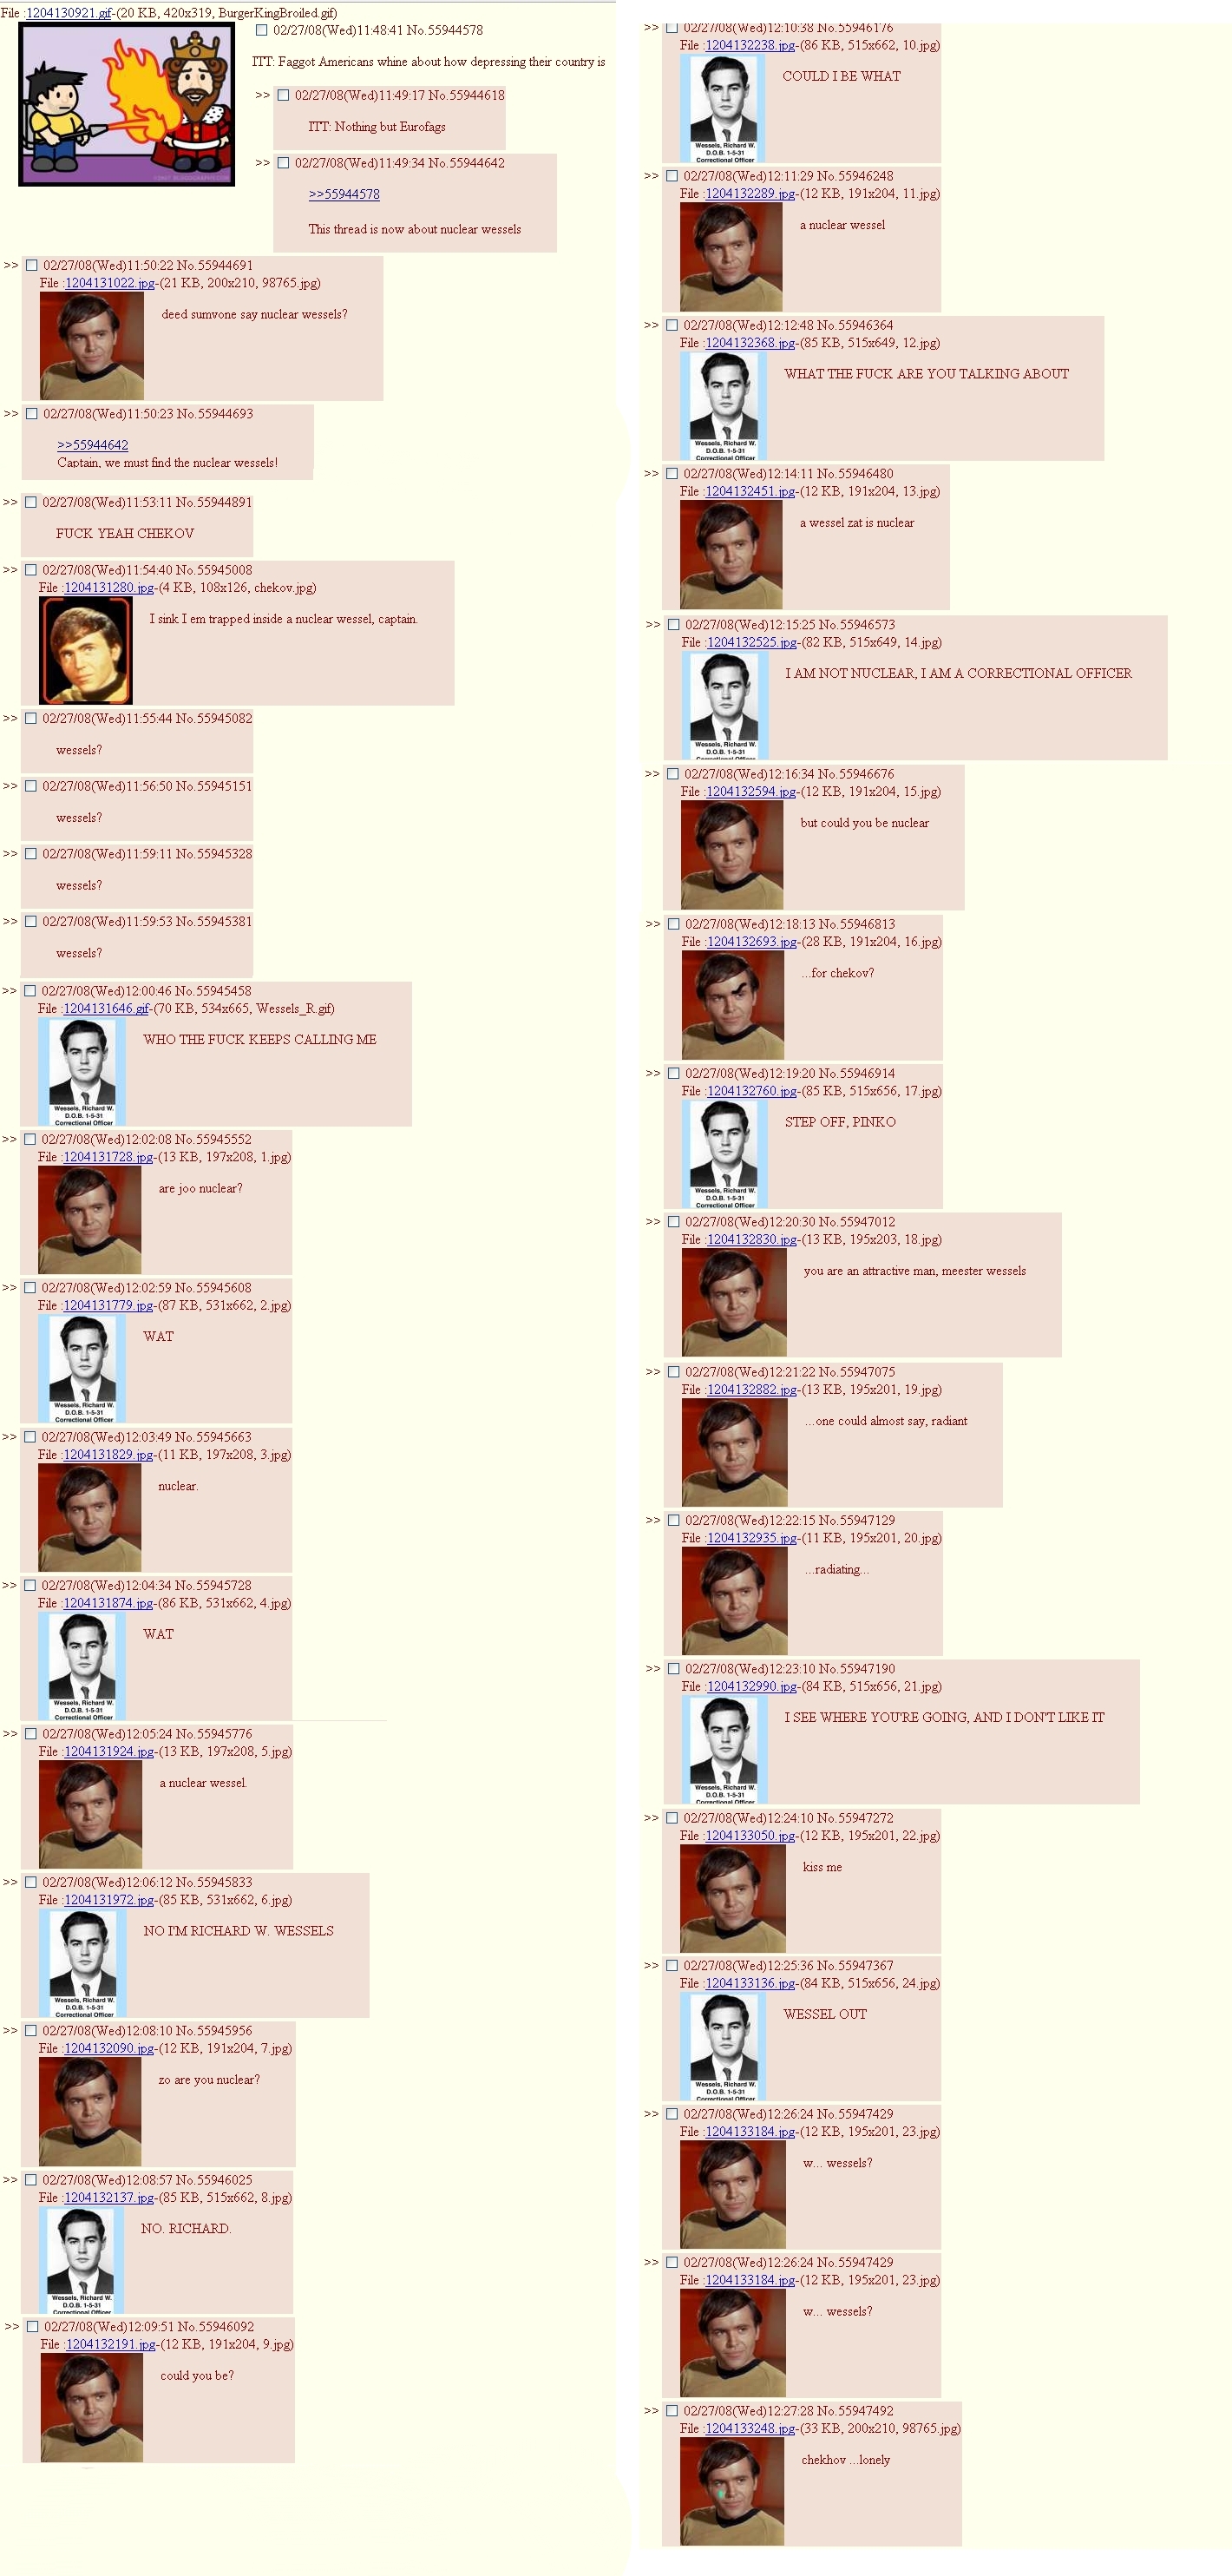 File :1204130921.gif-(20 KB, 420x319, BurgerKingBroiled.gif)
02/27/08(Wed)11:48:41 No.55944578
ITT: Faggot Americans whine about how depressing their country is
>> 02/27/08(Wed)11:49:17 No.55944618
ITT: Nothing but Eurofags
>> 02/27/08(Wed)11:49:34 No.55944642
>>55944578
This thread is now about nuclear wessels
>> 02/27/08(Wed)11:50:22 No.55944691
File :1204131022.jpg-(21 KB, 200x210, 98765.jpg)
deed sumvone say nuclear wessels?
>> 02/27/08(Wed)11:50:23 No.55944693
>>55944642
Captain, we must find the nuclear wessels!
>> 02/27/08(Wed)11:53:11 No.55944891
FUCK YEAH CHEKOV
>> 02/27/08(Wed)11:54:40 No.55945008
File :1204131280.jpg-(4 KB, 108x126, chekov.jpg)
I sink I em trapped inside a nuclear wessel, captain.
>> 02/27/08(Wed)11:55:44 No.55945082
wessels?
>> 02/27/08(Wed)11:56:50 No.55945151
wessels?
>> 02/27/08(Wed)11:59:11 No.55945328
wessels?
>> 02/27/08(Wed)11:59:53 No.55945381
wessels?
>> 02/27/08(Wed)12:00:46 No.55945458
File :1204131646.gif-(70 KB, 534x665, Wessels_R.gif)
WHO THE FUCK KEEPS CALLING ME
Wessels, Richard W.
D.O.B. 1-5-31
Correctional Officer
>> 02/27/08(Wed)12:02:08 No.55945552
File :1204131728.jpg-(13 KB, 197x208, 1.jpg)
are joo nuclear?
>> 02/27/08(Wed)12:02:59 No.55945608
File :1204131779.jpg-(87 KB, 531x662, 2.jpg)
WAT
Wessels, Richard W.
D.O.B. 1-5-31
Correctional Officer
>> 02/27/08(Wed)12:03:49 No.55945663
File :1204131829.jpg-(11 KB, 197x208, 3.jpg)
nuclear.
>> 02/27/08(Wed)12:04:34 No.55945728
File :1204131874.jpg-(86 KB, 531x662, 4.jpg)
WAT
Wessels, Richard W.
D.O.B. 1-5-31
Correctional Officer
>> 02/27/08(Wed)12:05:24 No.55945776
File :1204131924.jpg-(13 KB, 197x208, 5.jpg)
a nuclear wessel.
>> 02/27/08(Wed)12:06:12 No.55945833
File :1204131972.jpg-(85 KB, 531x662, 6.jpg)
NO I'M RICHARD W. WESSELS
Wessels, Richard W.
D.O.B. 1-5-31
Correctional Officer
>> 02/27/08(Wed)12:08:10 No.55945956
File :1204132090.jpg-(12 KB, 191x204, 7.jpg)
zo are you nuclear?
>> 02/27/08(Wed)12:08:57 No.55946025
File :1204132137.jpg-(85 KB, 515x662, 8.jpg)
NO. RICHARD.
Wessels, Richard W.
D.O.B. 1-5-31
Correctional Officer
>> 02/27/08(Wed)12:09:51 No.55946092
File :1204132191.jpg-(12 KB, 191x204, 9.jpg)
could you be?
>> 02/27/08(Wed)12:10:38 No.55946176
File :1204132238.jpg-(86 KB, 515x662, 10.jpg)
COULD I BE WHAT
Wessels, Richard W.
D.O.B. 1-5-31
Correctional Officer
>> 02/27/08(Wed)12:11:29 No.55946248
File :1204132289.jpg-(12 KB, 191x204, 11.jpg)
a nuclear wessel
>> 02/27/08(Wed)12:12:48 No.55946364
File :1204132368.jpg-(85 KB, 515x649, 12.jpg)
WHAT THE FUCK ARE YOU TALKING ABOUT
Wessels, Richard W.
D.O.B. 1-5-31
Correctional Officer
>> 02/27/08(Wed)12:14:11 No.55946480
File :1204132451.jpg-(12 KB, 191x204, 13.jpg)
a wessel zat is nuclear
>> 02/27/08(Wed)12:15:25 No.55946573
File :1204132525.jpg-(82 KB, 515x649, 14.jpg)
I AM NOT NUCLEAR, I AM A CORRECTIONAL OFFICER
Wessels, Richard W.
D.O.B. 1-5-31
Correctional Officer
>> 02/27/08(Wed)12:16:34 No.55946676
File :1204132594.jpg-(12 KB, 191x204, 15.jpg)
but could you be nuclear
>> 02/27/08(Wed)12:18:13 No.55946813
File :1204132693.jpg-(28 KB, 191x204, 16.jpg)
...for chekov?
>> 02/27/08(Wed)12:19:20 No.55946914
File :1204132760.jpg-(85 KB, 515x656, 17.jpg)
STEP OFF, PINKO
Wessels, Richard W.
D.O.B. 1-5-31
Correctional Officer
>> 02/27/08(Wed)12:20:30 No.55947012
File :1204132830.jpg-(13 KB, 195x203, 18.jpg)
you are an attractive man, meester wessels
>> 02/27/08(Wed)12:21:22 No.55947075
File :1204132882.jpg-(13 KB, 195x201, 19.jpg)
...one could almost say, radiant
>> 02/27/08(Wed)12:22:15 No.55947129
File :1204132935.jpg-(11 KB, 195x201, 20.jpg)
...radiating...
>> 02/27/08(Wed)12:23:10 No.55947190
File :1204132990.jpg-(84 KB, 515x656, 21.jpg)
I SEE WHERE YOU'RE GOING, AND I DON'T LIKE IT
Wessels, Richard W.
D.O.B. 1-5-31
Correctional Officer
>> 02/27/08(Wed)12:24:10 No.55947272
File :1204133050.jpg-(12 KB, 195x201, 22.jpg)
kiss me
>> 02/27/08(Wed)12:25:36 No.55947367
File :1204133136.jpg-(84 KB, 515x656, 24.jpg)
WESSEL OUT
Wessels, Richard W.
D.O.B. 1-5-31
Correctional Officer
>> 02/27/08(Wed)12:26:24 No.55947429
File :1204133184.jpg-(12 KB, 195x201, 23.jpg)
w... wessels?
>> 02/27/08(Wed)12:26:24 No.55947429
File :1204133184.jpg-(12 KB, 195x201, 23.jpg)
w... wessels?
>> 02/27/08(Wed)12:27:28 No.55947492
File :1204133248.jpg-(33 KB, 200x210, 98765.jpg)
chekhov ...lonely